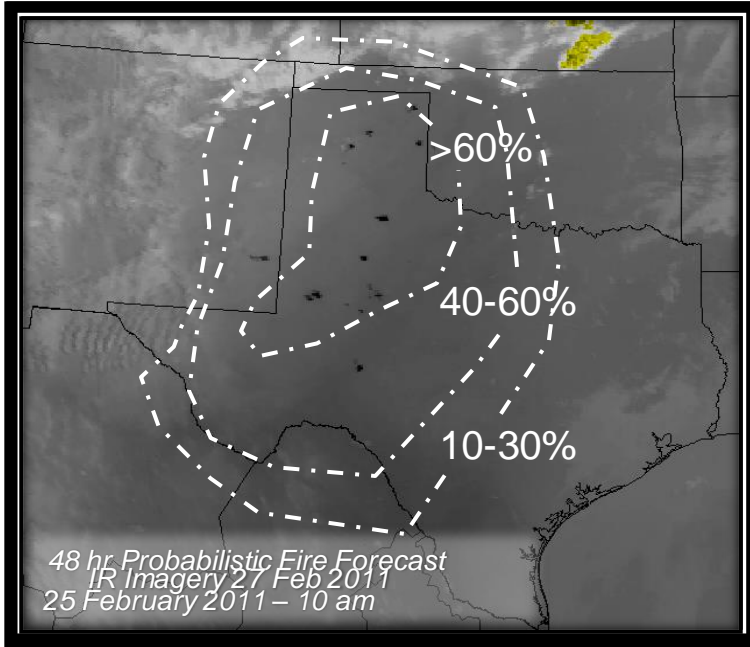 >60%
40-60%
10-30%
48 hr Probabilistic Fire Forecast
IR Imagery 27 Feb 2011
25 February 2011 – 10 am